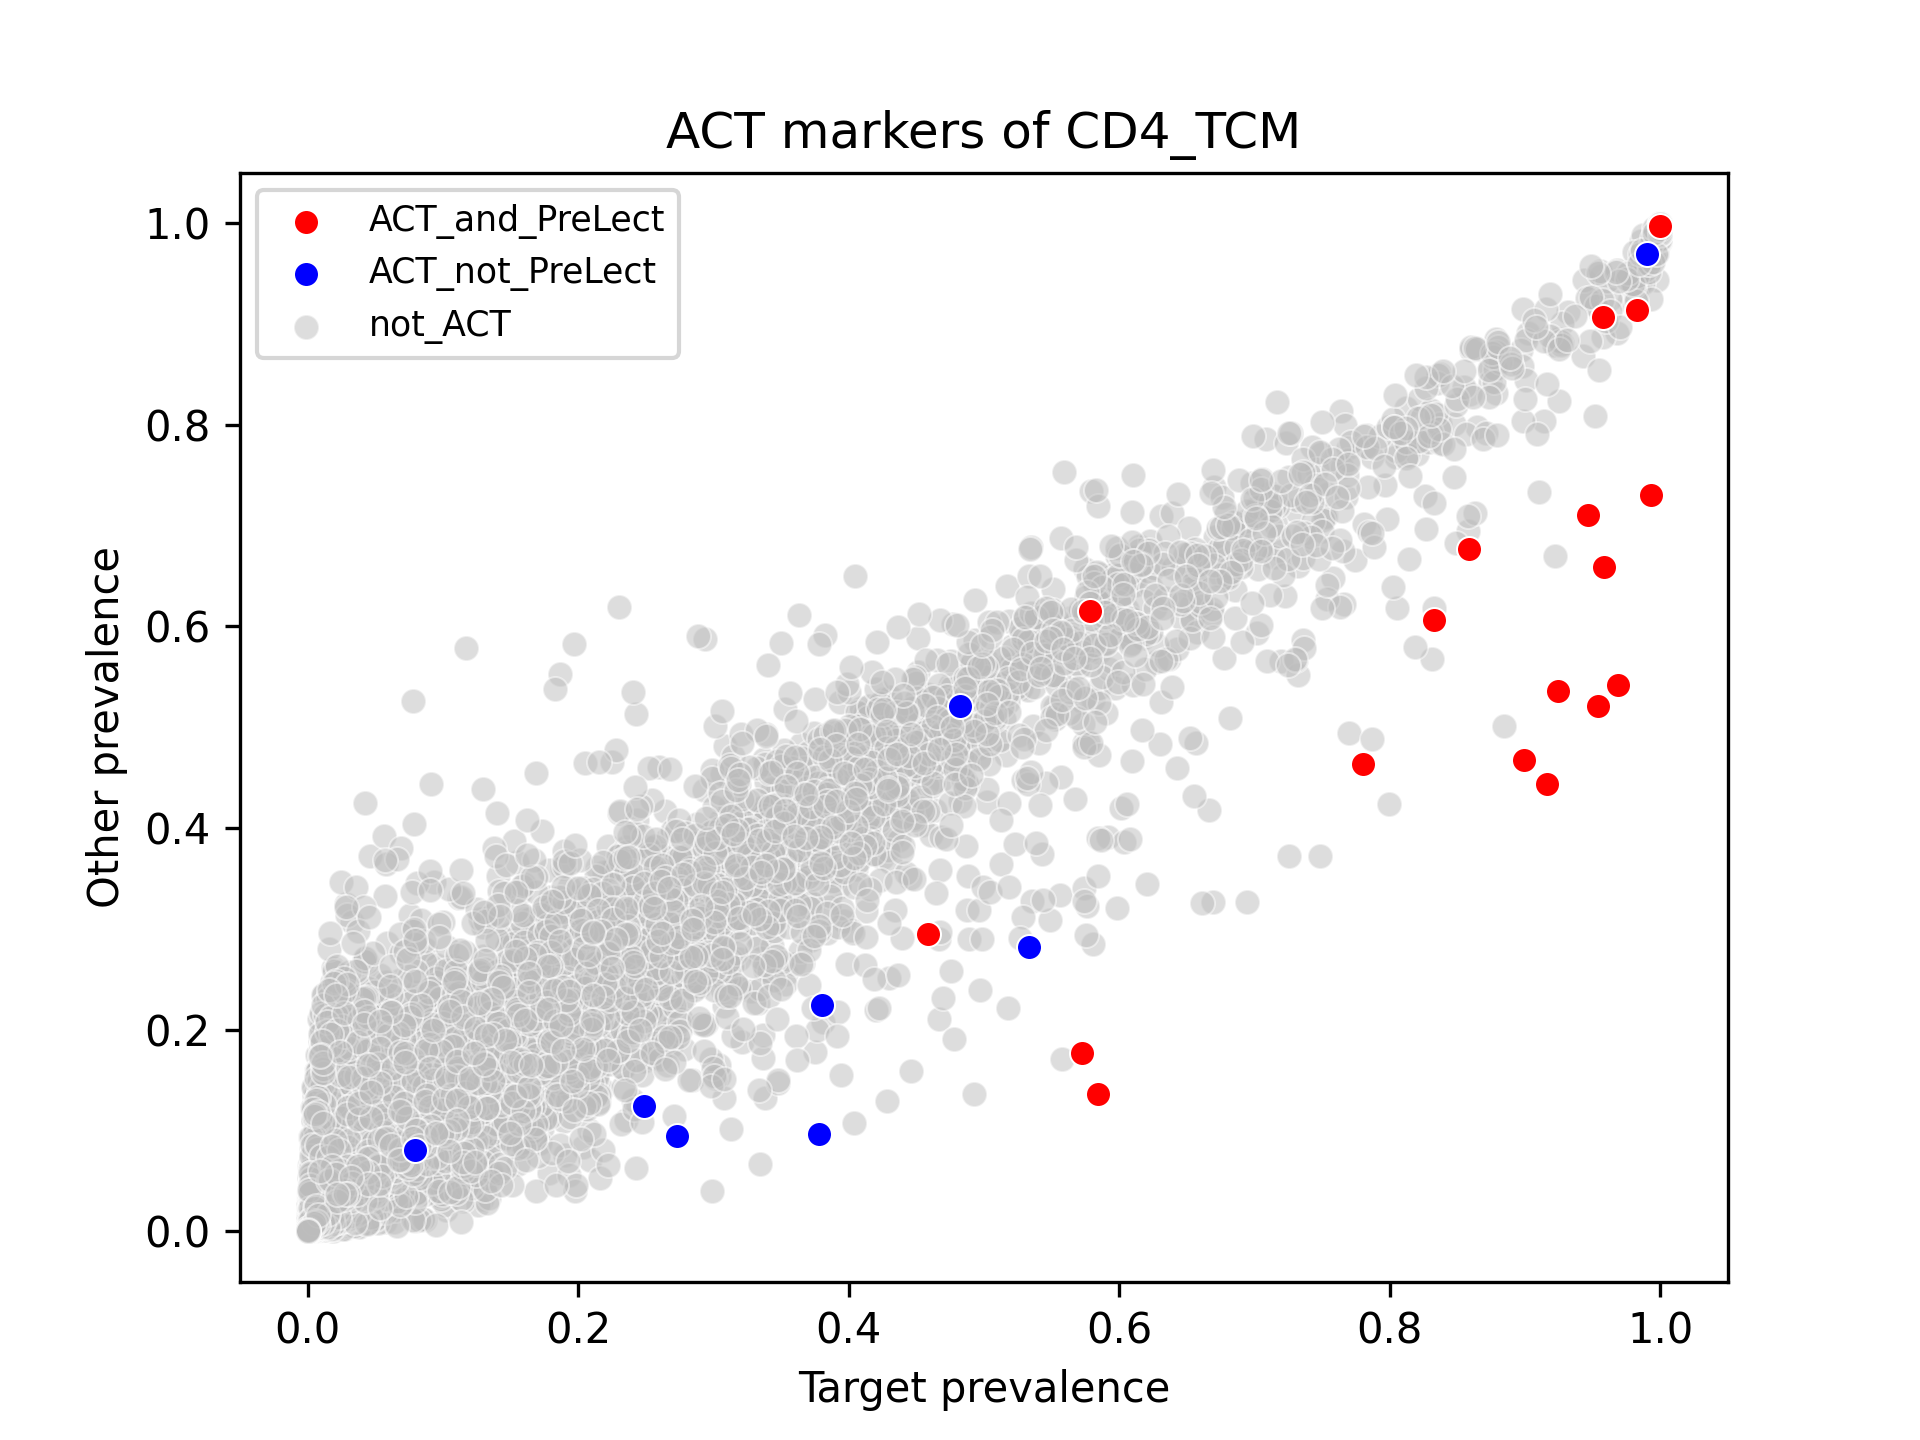 ACT markers of CD4_TCM
ACT_and_PreLect
ACT_not_PreLect
not_ACT
1.0
0.8
0.6
0.4
0.2
0.0
Other prevalence
0.0 0.2 0.4 0.6 0.8 1.0
Target prevalence